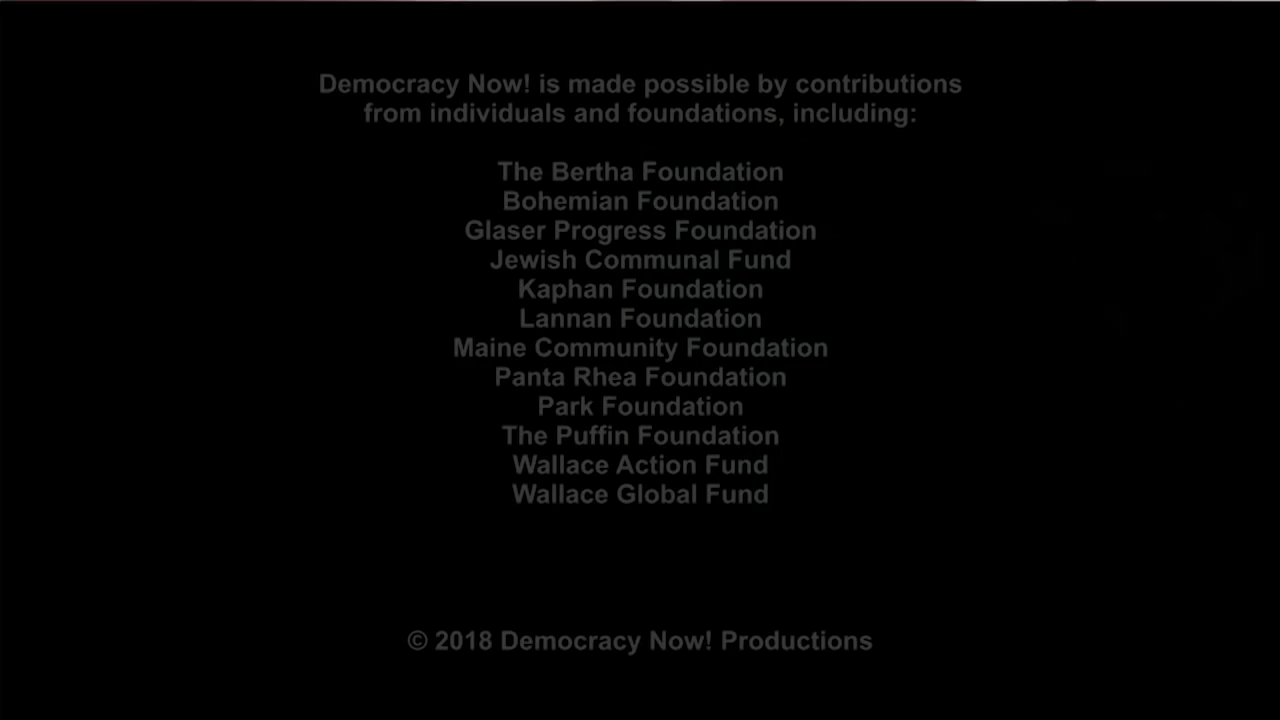 Democracy Now! is made possible by contributions
from individuals and foundations, including:
The Bertha Foundation
Bohemian Foundation
Glaser Progress Foundation
Jewish Communal Fund
Kaphan Foundation
Lannan Foundation
Maine Community Foundation
Panta Rhea Foundation
Park Foundation
The Puffin Foundation
Wallace Action Fund
Wallace Global Fund
© 2018 Democracy Now! Productions